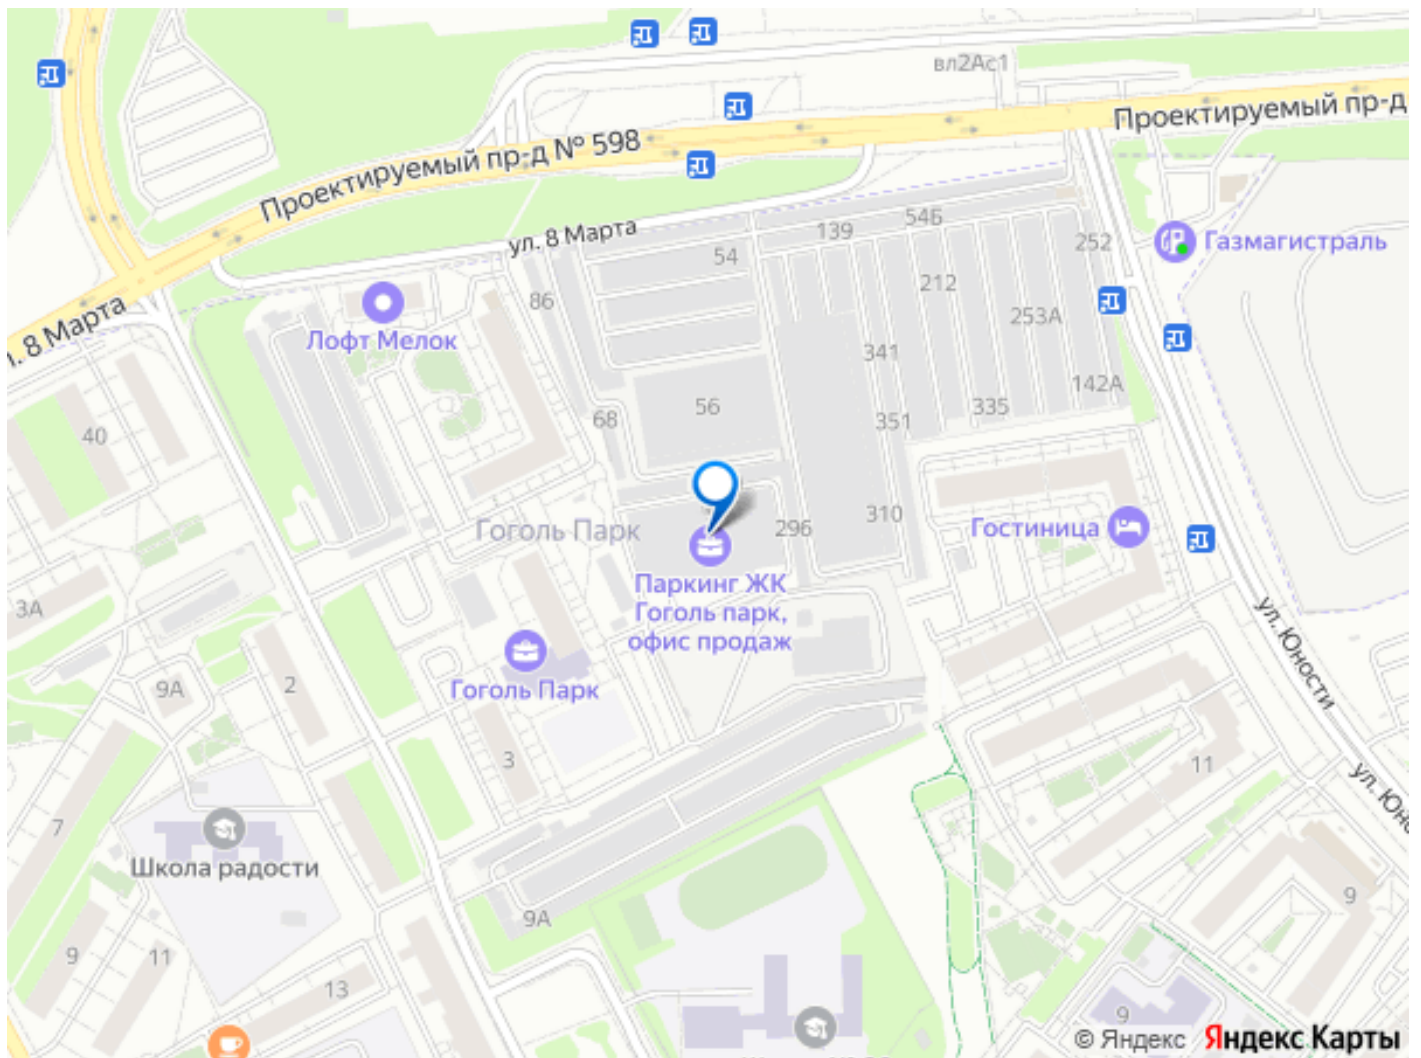 вл2Ас1
Проектируемый пр-д
Проектируемый пр-д № 598
ул. 8 Марта
54Б
139
252
Газмагистраль
54
212
86
253А
л. 8 Марта
Лофт Мелок
341
142А
56
335
68
351
40
310
296
Гоголь Парк
Гостиница
Паркинг ЖК
Гоголь парк,
офис продаж
3А
ул. Юности
9А
2
Гоголь Парк
3
11
ул. Юно
7
Школа радости
9
9А
9
11
13
9
© Яндекс Яндекс Карты